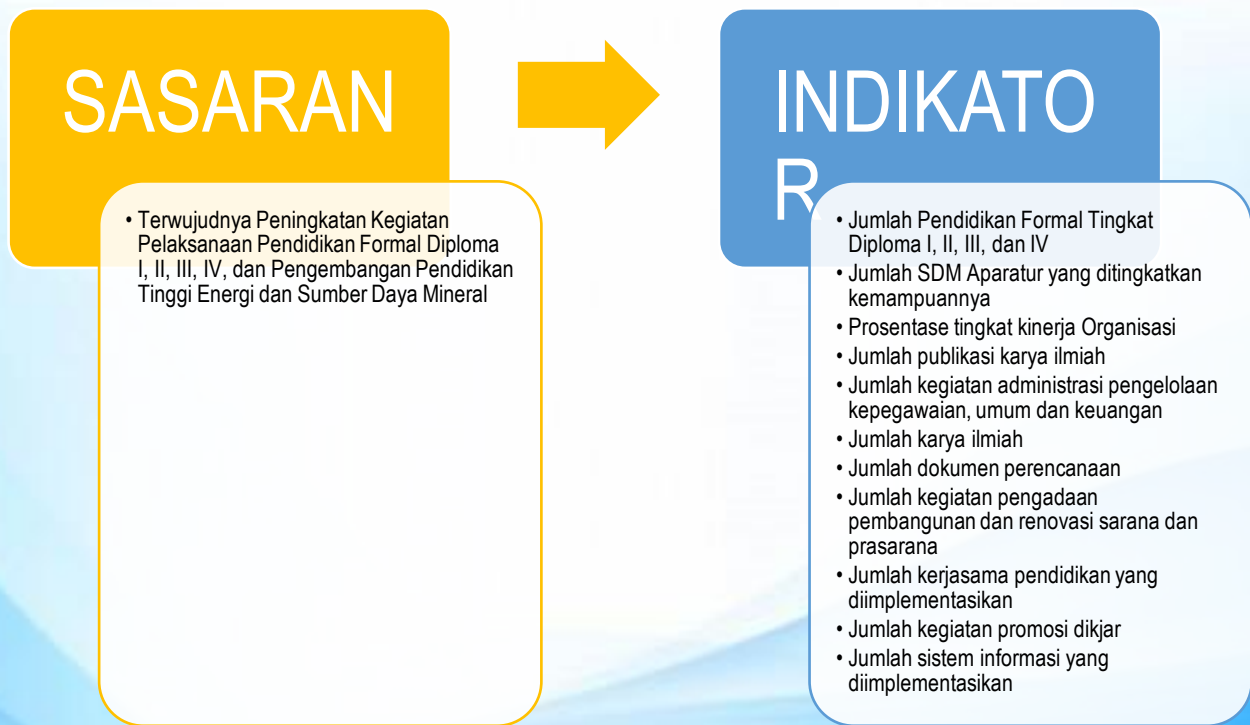 SASARAN
• Terwujudnya Peningkatan Kegiatan
Pelaksanaan Pendidikan Formal Diploma
I, II, III, IV, dan Pengembangan Pendidikan
Tinggi Energi dan Sumber Daya Mineral
INDIKATO
R
• Jumlah Pendidikan Formal Tingkat
Diploma I, II, III, dan IV
• Jumlah SDM Aparatur yang ditingkatkan
kemampuannya
• Prosentase tingkat kinerja Organisasi
• Jumlah publikasi karya ilmiah
• Jumlah kegiatan administrasi pengelolaan
kepegawaian, umum dan keuangan
• Jumlah karya ilmiah
• Jumlah dokumen perencanaan
• Jumlah kegiatan pengadaan
pembangunan dan renovasi sarana dan
prasarana
• Jumlah kerjasama pendidikan yang
diimplementasikan
• Jumlah kegiatan promosi dikjar
• Jumlah sistem informasi yang
diimplementasikan